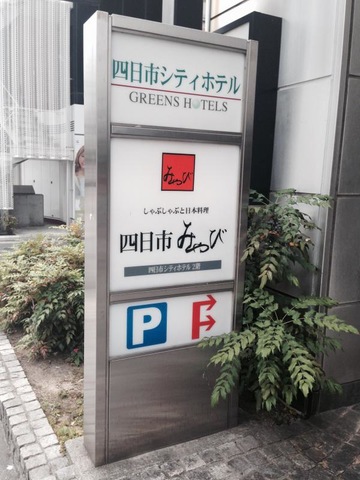 四日市シティホテル
GREENS HOTELS
みやび
しゃぶしゃぶと日本料理
四日市 みやび
四日市シティホテル 2階
P